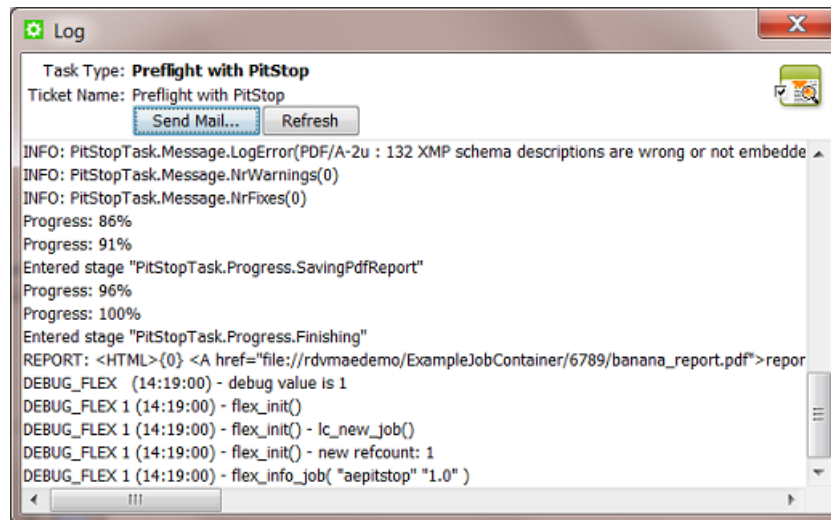 Log
Task Type: Preflight with PitStop
Ticket Name: Preflight with PitStop
Send Mail... Refresh
INFO: PitStopTask.Message.LogError(PDF/A-2u : 132 XMP schema descriptions are wrong or not embedde
INFO: PitStopTask.Message.NrWarnings(0)
INFO: PitStopTask.Message.NrFixes(0)
Progress: 86%
Progress: 91%
Entered stage "PitStopTask.Progress.SavingPdfReport"
Progress: 96%
Progress: 100%
Entered stage "PitStopTask.Progress.Finishing"
REPORT: <HTML>{0} <A href="file://rdvmaedemo/ExampleJobContainer/6789/banana_report.pdf">repor
DEBUG_FLEX   (14:19:00) - debug value is 1
DEBUG_FLEX 1 (14:19:00) - flex_init()
DEBUG_FLEX 1 (14:19:00) - flex_init() - lc_new_job()
DEBUG_FLEX 1 (14:19:00) - flex_init() - new refcount: 1
DEBUG_FLEX 1 (14:19:00) - flex_info_job( "aepitstop" "1.0" )